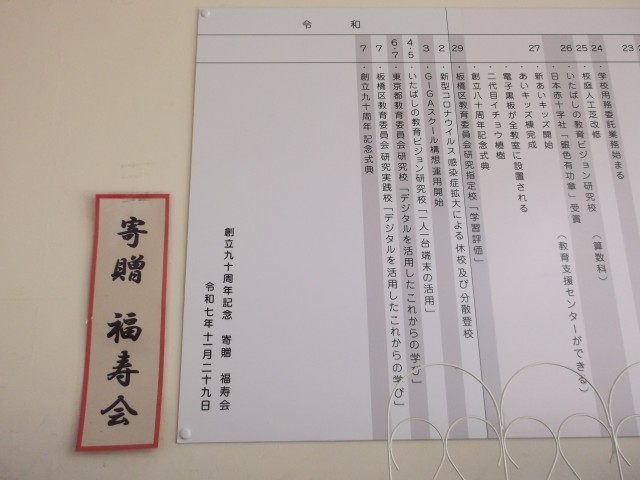 令和
23
24 ・学校用務委託業務始まる
25 ・校庭人工芝改修
・いたばしの教育ビジョン研究校（算数科）
26 ・日本赤十字社「銀色有功章」受賞（教育支援センターができる）
・新あいキッズ開始
27 ・あいキッズ棟完成
・電子黒板が全教室に設置される
・二代目イチョウ植樹
・創立八十周年記念式典
29 ・板橋区教育委員会研究指定校「学習評価」
2 ・新型コロナウイルス感染症拡大による休校及び分散登校
3 ・GIGAスクール構想運用開始
4・5 ・いたばしの教育ビジョン研究校「一人一台端末の活用」
6・7 ・東京都教育委員会研究校「デジタルを活用したこれからの学び」
7 ・板橋区教育委員会研究実践校「デジタルを活用したこれからの学び」
7 ・創立九十周年記念式典
創立九十周年記念 寄贈 福寿会
令和七年十一月二十九日
寄贈 福寿会